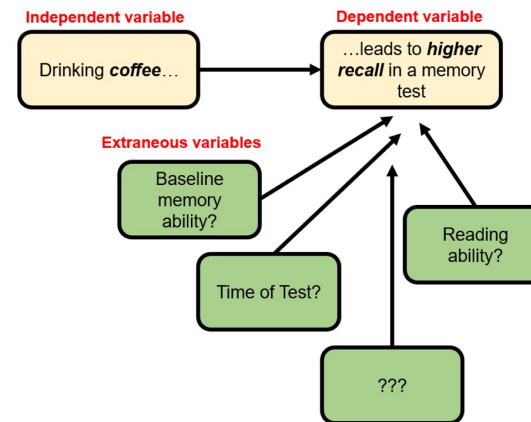 Independent variable
Dependent variable
Drinking coffee…
…leads to higher
recall in a memory
test
Extraneous variables
Baseline
memory
ability?
Time of Test?
Reading
ability?
???